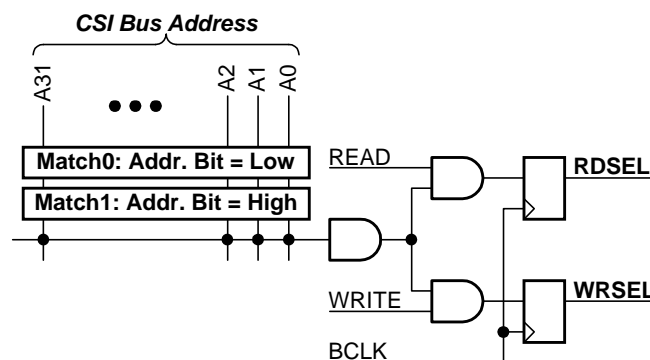 CSI Bus Address
A31
A2
A1
A0
Match0: Addr. Bit = Low
Match1: Addr. Bit = High
READ
RDSEL
WRITE
WRSEL
BCLK